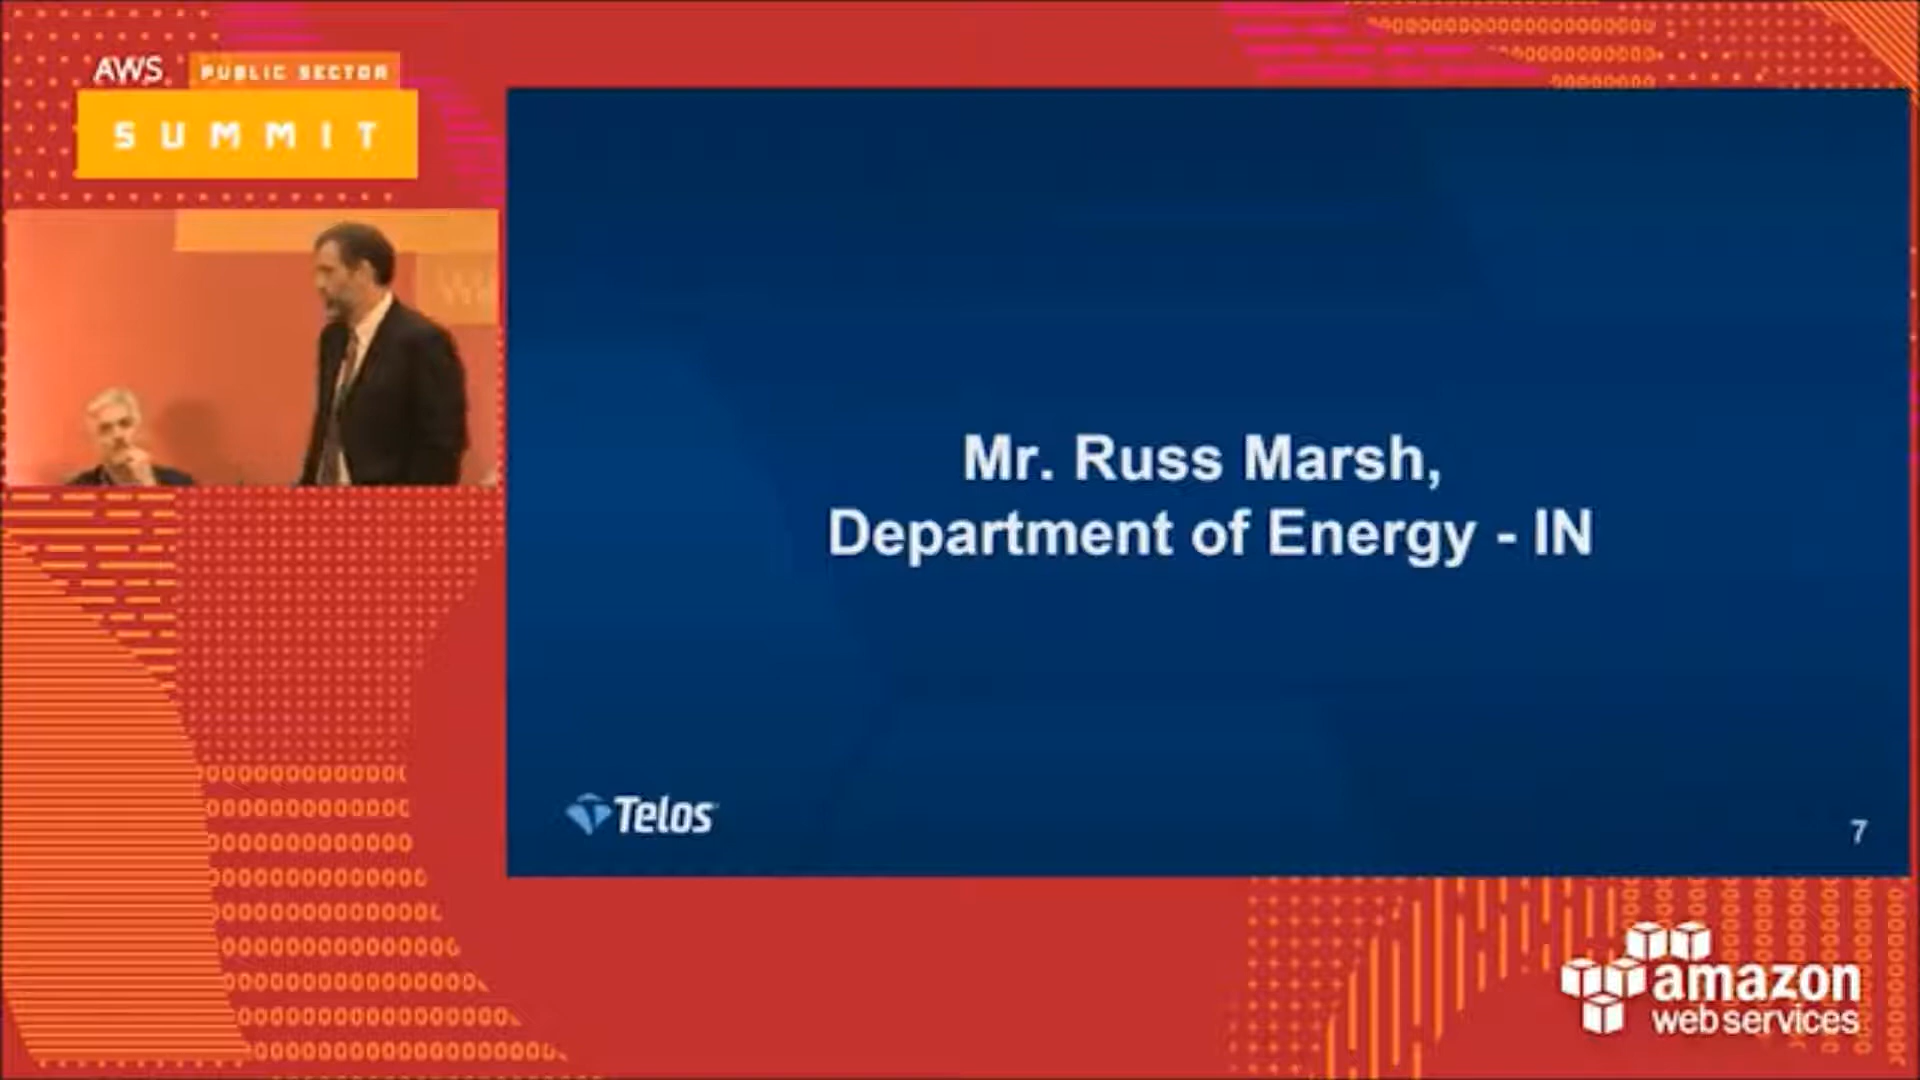 AWS PUBLIC SECTOR
SUMMIT
Mr. Russ Marsh,
Department of Energy - IN
Telos
7
amazon
web services